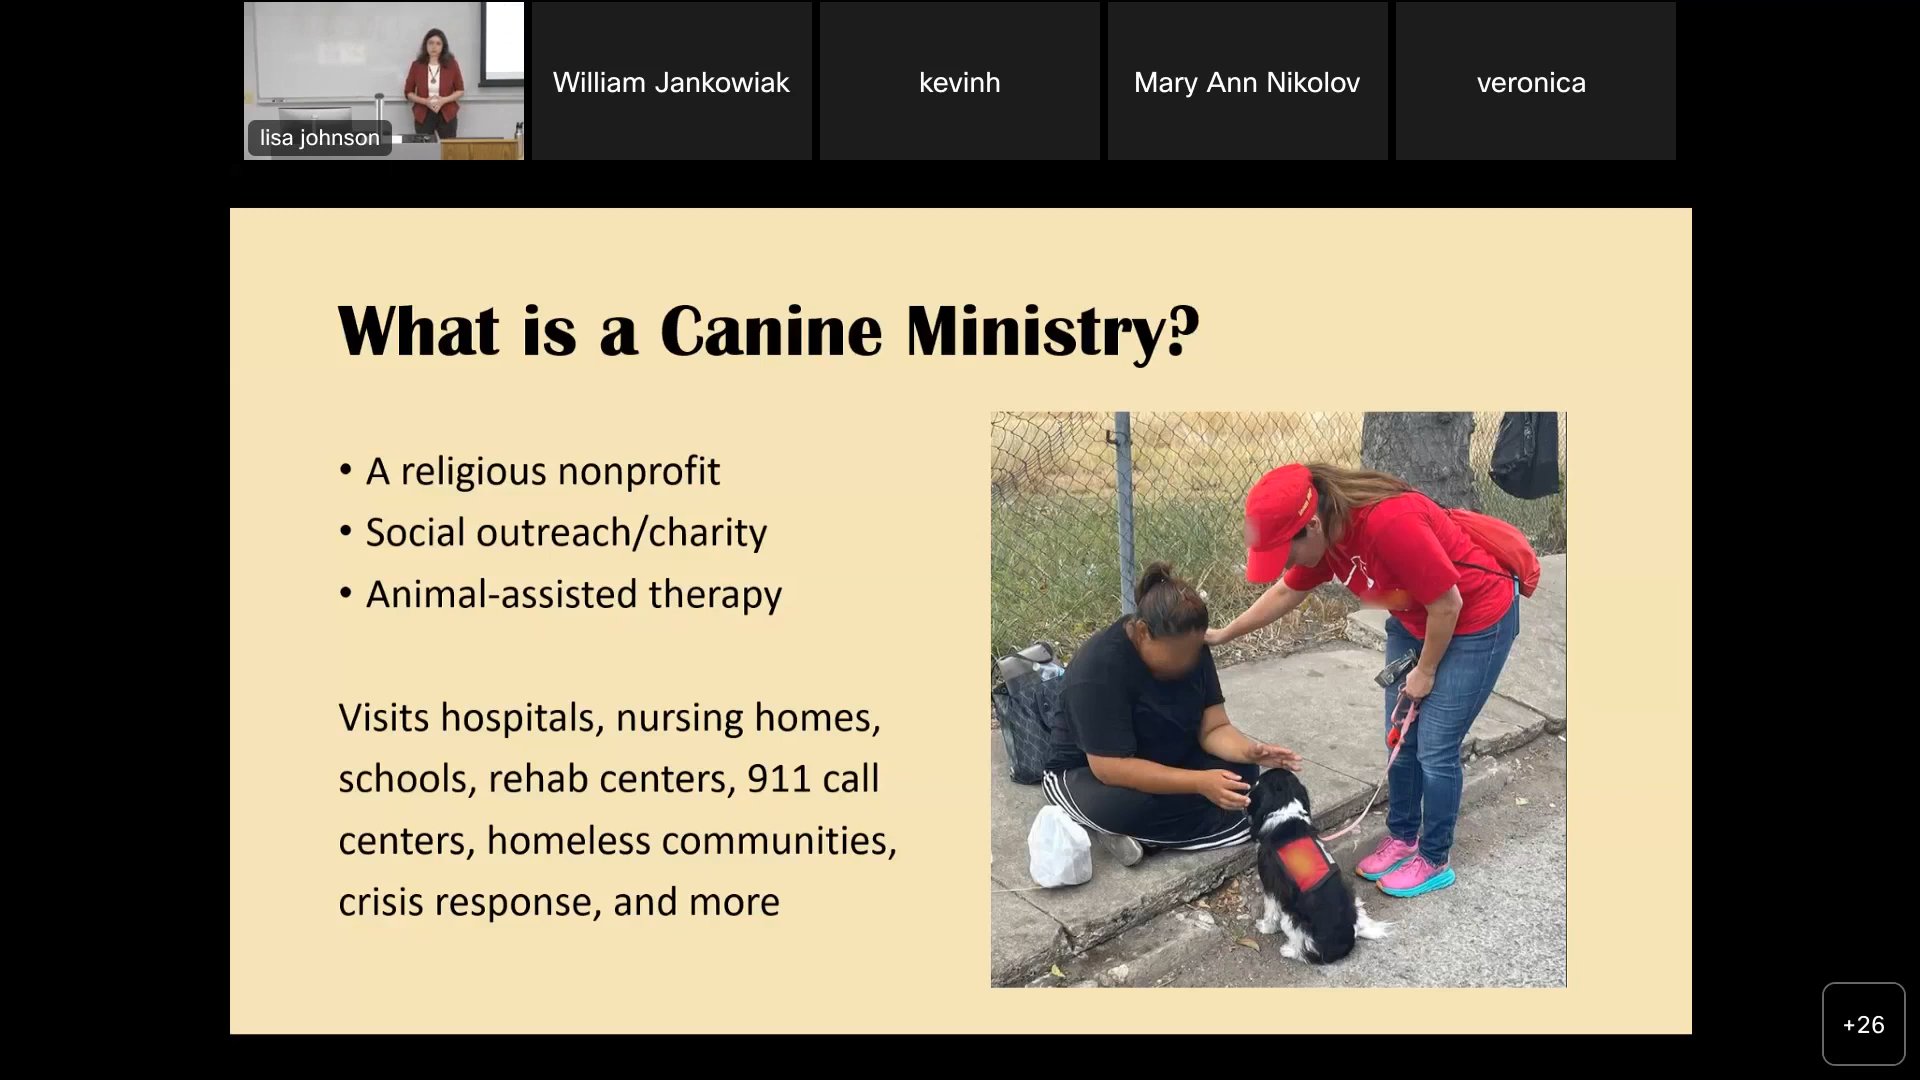 lisa johnson
William Jankowiak
kevinh
Mary Ann Nikolov
veronica
What is a Canine Ministry?
• A religious nonprofit
• Social outreach/charity
• Animal-assisted therapy
Visits hospitals, nursing homes,
schools, rehab centers, 911 call
centers, homeless communities,
crisis response, and more
+26